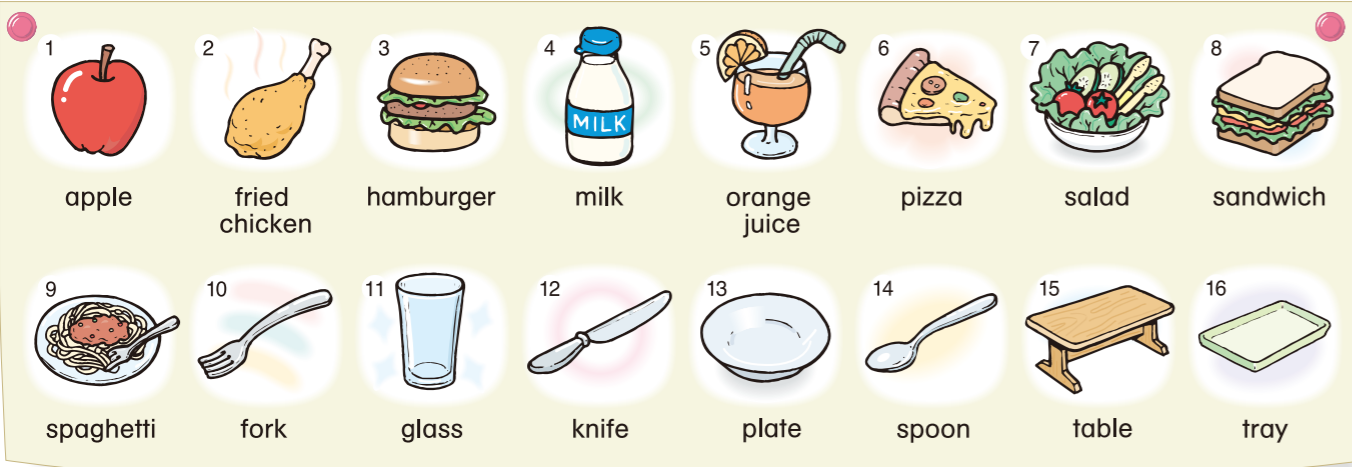 1 2 3 4 5 6 7 8
MILK
apple fried hamburger milk orange pizza salad sandwich
chicken juice
9 10 11 12 13 14 15 16
spaghetti fork glass knife plate spoon table tray